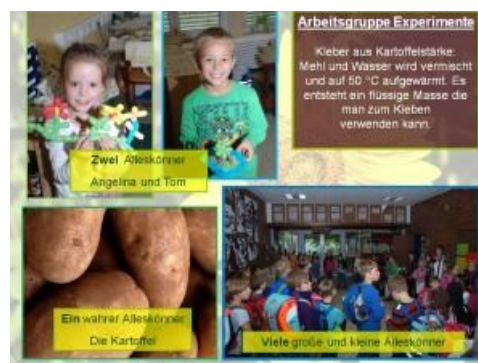 Arbeitsgruppe Experimente
Kleber aus Kartoffelstärke:
Mehl und Wasser wird vermischt
und auf 50 °C aufgewärmt. Es
entsteht ein flüssige Masse die
man zum Kleben
verwenden kann.
Zwei Alleskönner
Angelina und Tom
Ein wahrer Alleskönner
Die Kartoffel
Viele große und kleine Alleskönner